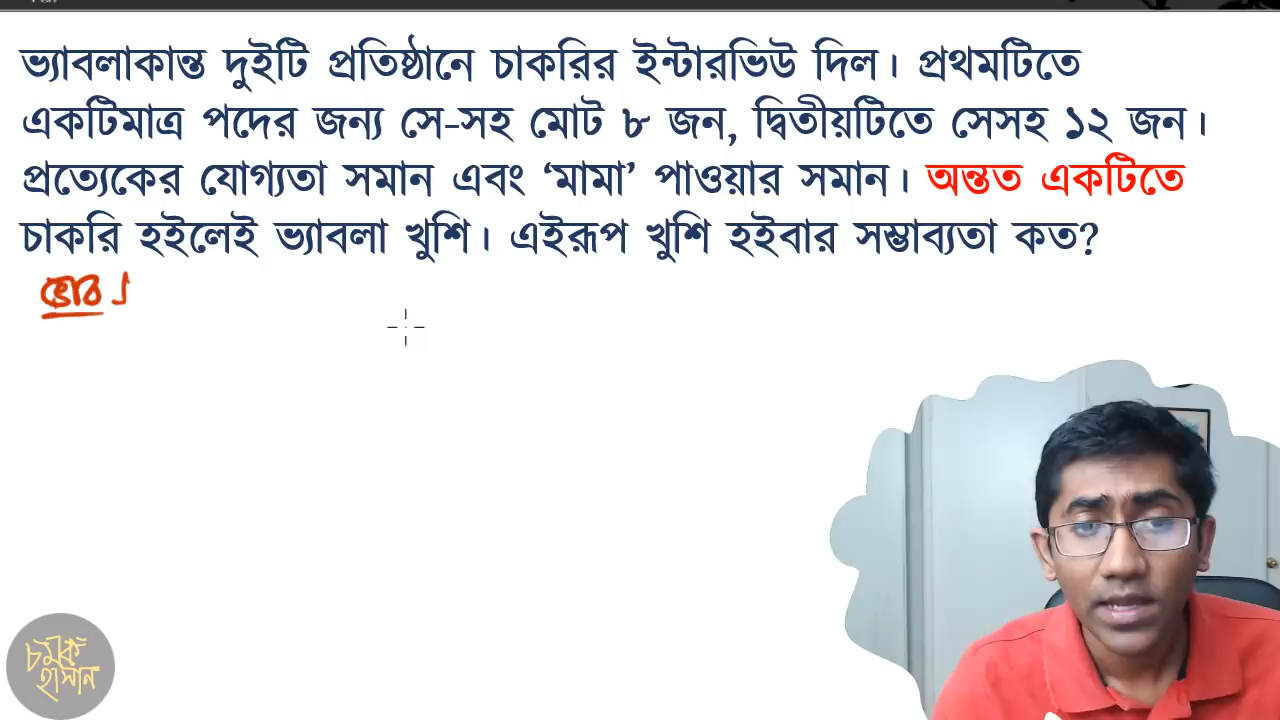 ভ্যাবলাকান্ত দুইটি প্রতিষ্ঠানে চাকরির ইন্টারভিউ দিল। প্রথমটিতে
একটিমাত্র পদের জন্য সে-সহ মোট ৮ জন, দ্বিতীয়টিতে সেসহ ১২ জন।
প্রত্যেকের যোগ্যতা সমান এবং ‘মামা’ পাওয়ার সমান। অন্তত একটিতে
চাকরি হইলেই ভ্যাবলা খুশি। এইরূপ খুশি হইবার সম্ভাব্যতা কত?
চমক
হাসান